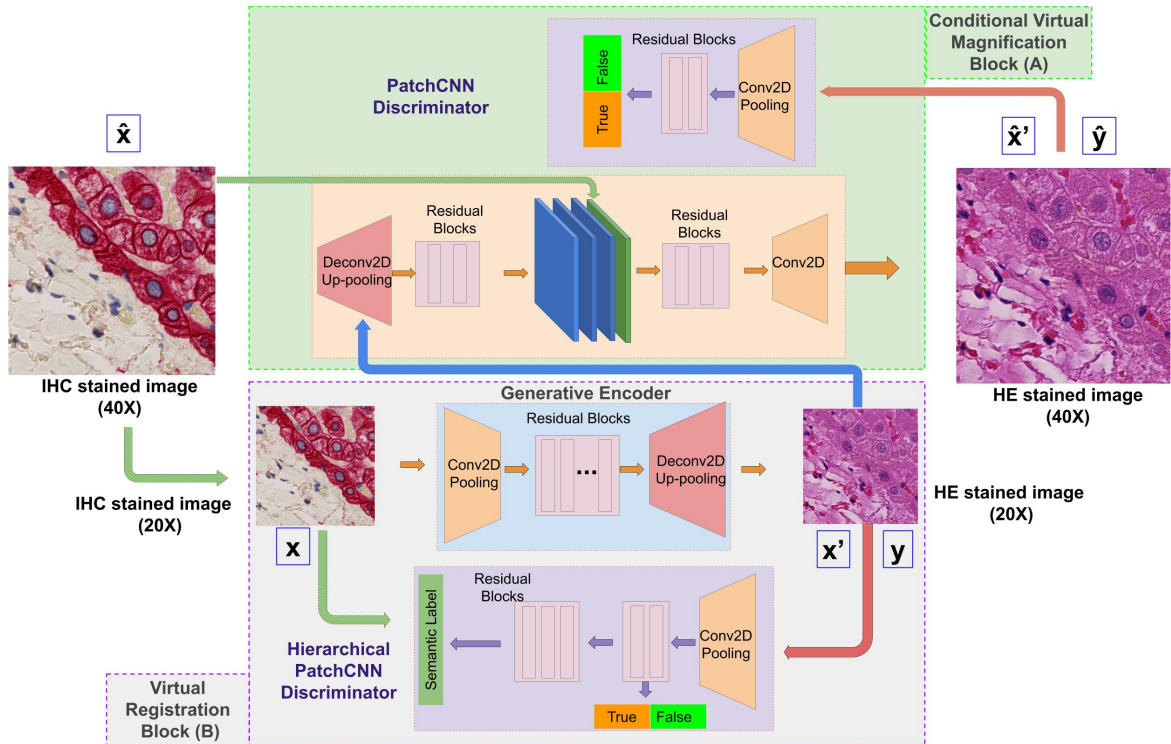 Conditional Virtual
Magnification
Block (A)
Residual Blocks
False
True
Conv2D
Pooling
PatchCNN
Discriminator
x̂
x̂’
ŷ
Residual
Blocks
Deconv2D
Up-pooling
Residual
Blocks
Conv2D
IHC stained image
(40X)
HE stained image
(40X)
Generative Encoder
Residual Blocks
Conv2D
Pooling
...
Deconv2D
Up-pooling
IHC stained image
(20X)
HE stained image
(20X)
x
x’
y
Semantic Label
Residual
Blocks
Conv2D
Pooling
Hierarchical
PatchCNN
Discriminator
True
False
Virtual
Registration
Block (B)